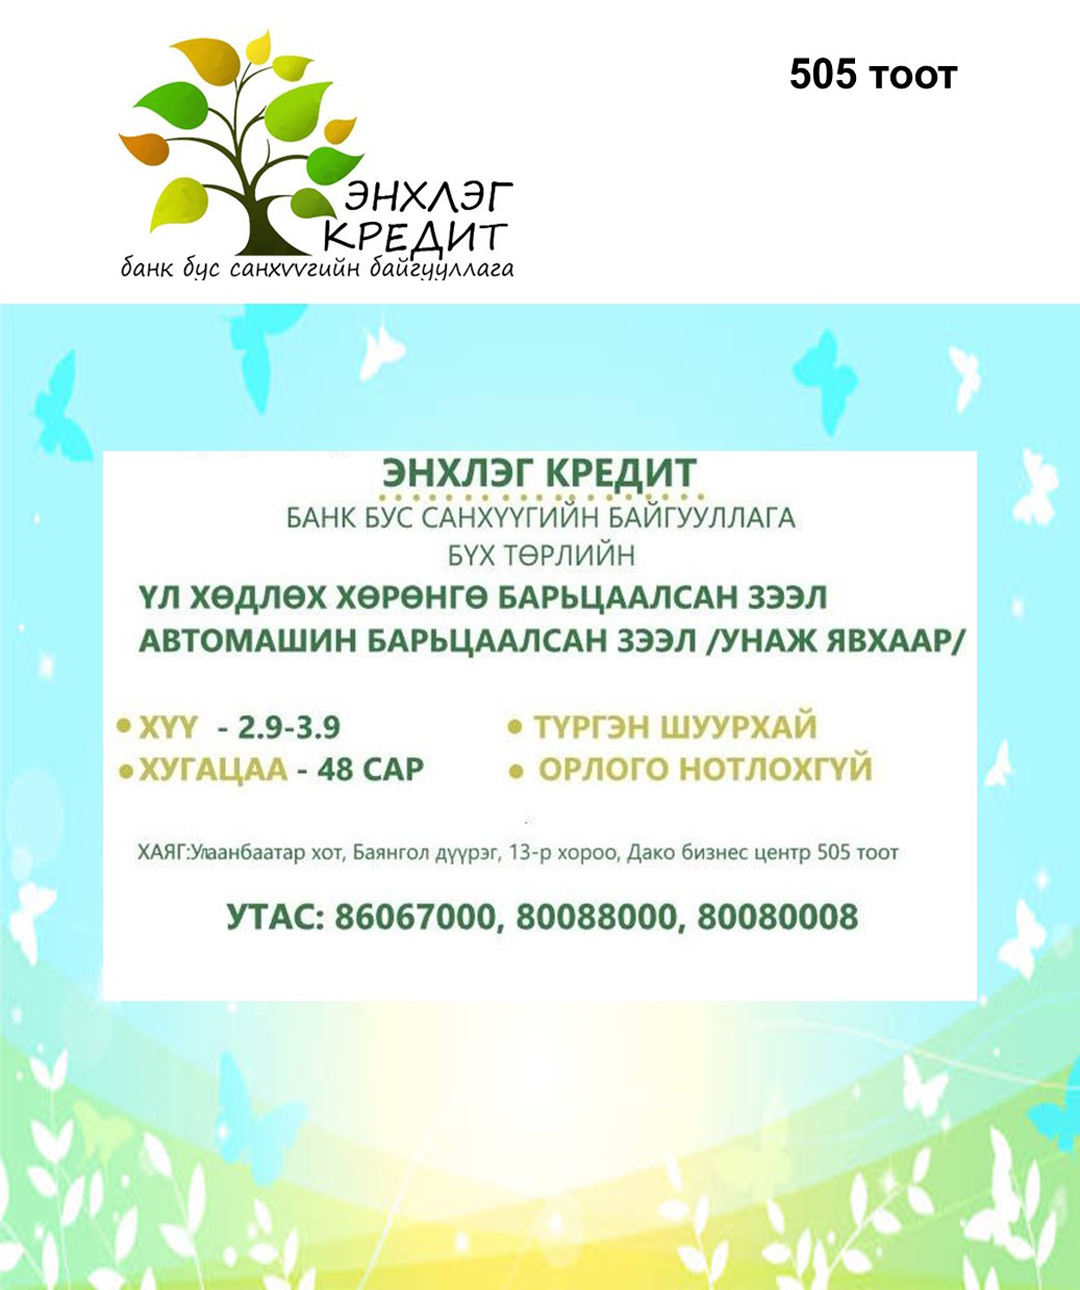 505 тоот
ЭНХЛЭГ
КРЕДИТ
банк бус санхүүгийн байгууллага
ЭНХЛЭГ КРЕДИТ
БАНК БУС САНХҮҮГИЙН БАЙГУУЛЛАГА
БҮХ ТӨРЛИЙН
ҮЛ ХӨДЛӨХ ХӨРӨНГӨ БАРЬЦААЛСАН ЗЭЭЛ
АВТОМАШИН БАРЬЦААЛСАН ЗЭЭЛ /УНАЖ ЯВХААР/
• ХҮҮ - 2.9-3.9
• ХУГАЦАА - 48 САР
• ТҮРГЭН ШУУРХАЙ
• ОРЛОГО НОТЛОХГҮЙ
ХАЯГ:Улаанбаатар хот, Баянгол дүүрэг, 13-р хороо, Дако бизнес центр 505 тоот
УТАС: 86067000, 80088000, 80080008